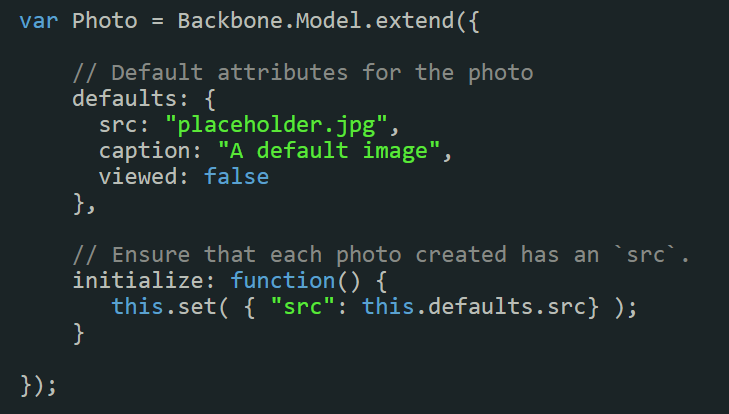 var Photo = Backbone.Model.extend({
// Default attributes for the photo
defaults: {
src: "placeholder.jpg",
caption: "A default image",
viewed: false
},
// Ensure that each photo created has an `src`.
initialize: function() {
this.set( { "src": this.defaults.src} );
}
});